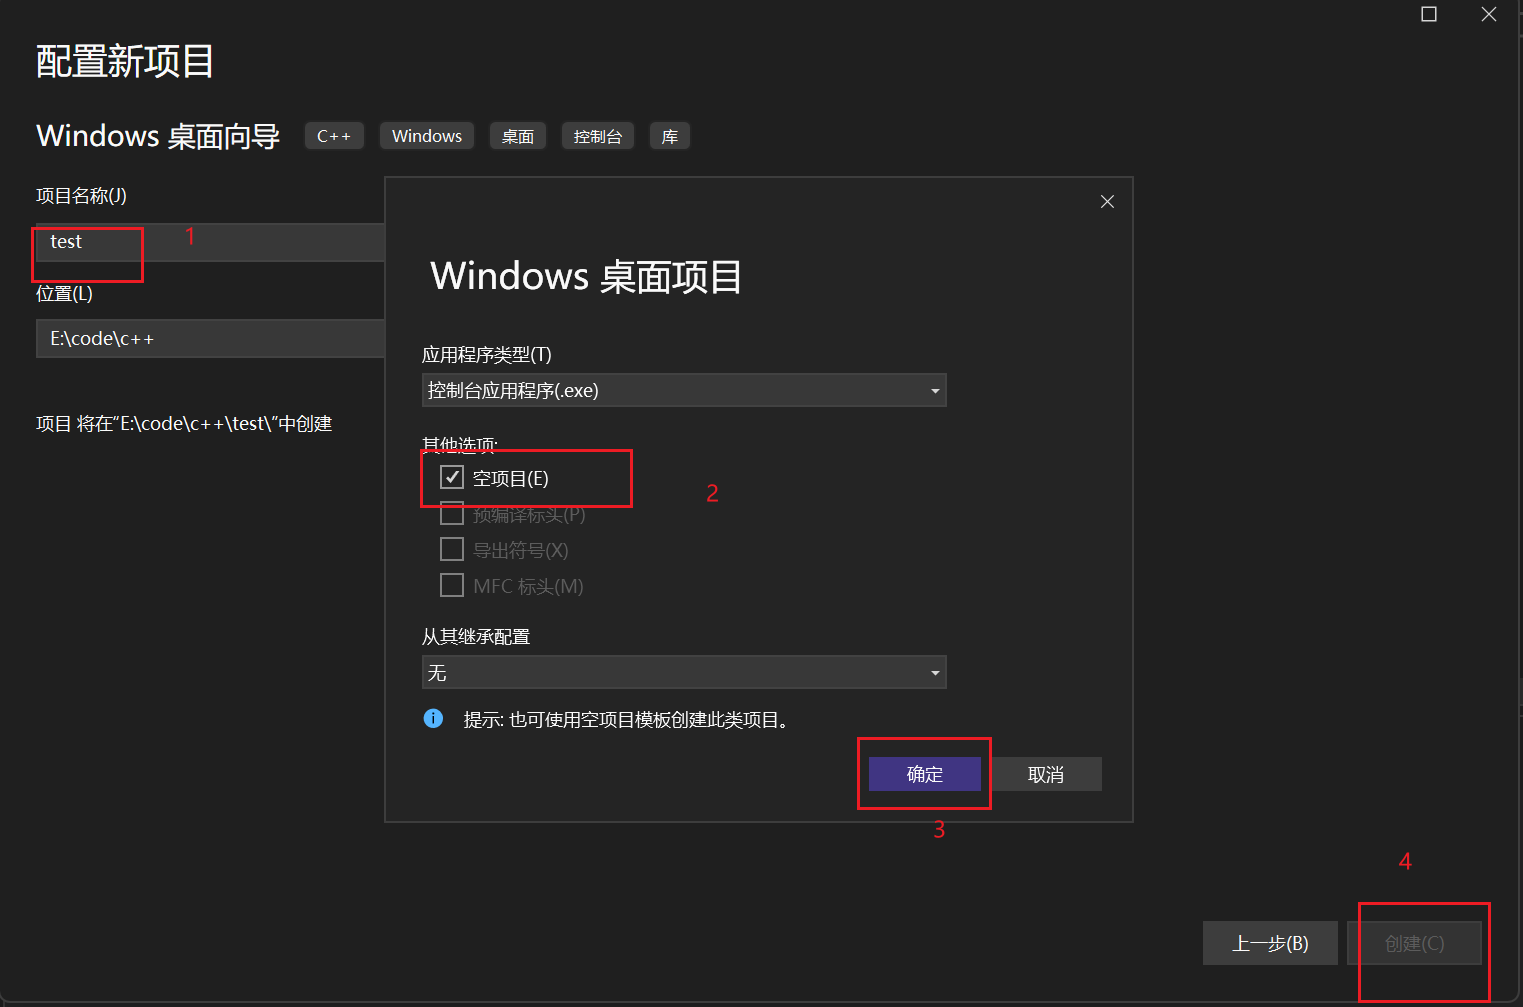 配置新项目
Windows 桌面向导 C++ Windows 桌面 控制台 库
项目名称(J)
test 1
位置(L)
E:\code\c++
项目 将在“E:\code\c++\test\”中创建
Windows 桌面项目
应用程序类型(T)
控制台应用程序(.exe)
其他选项:
空项目(E)
2
预编译标头(P)
导出符号(X)
MFC 标头(M)
从其继承配置
无
提示: 也可使用空项目模板创建此类项目。
确定 取消
3
4
上一步(B) 创建(C)